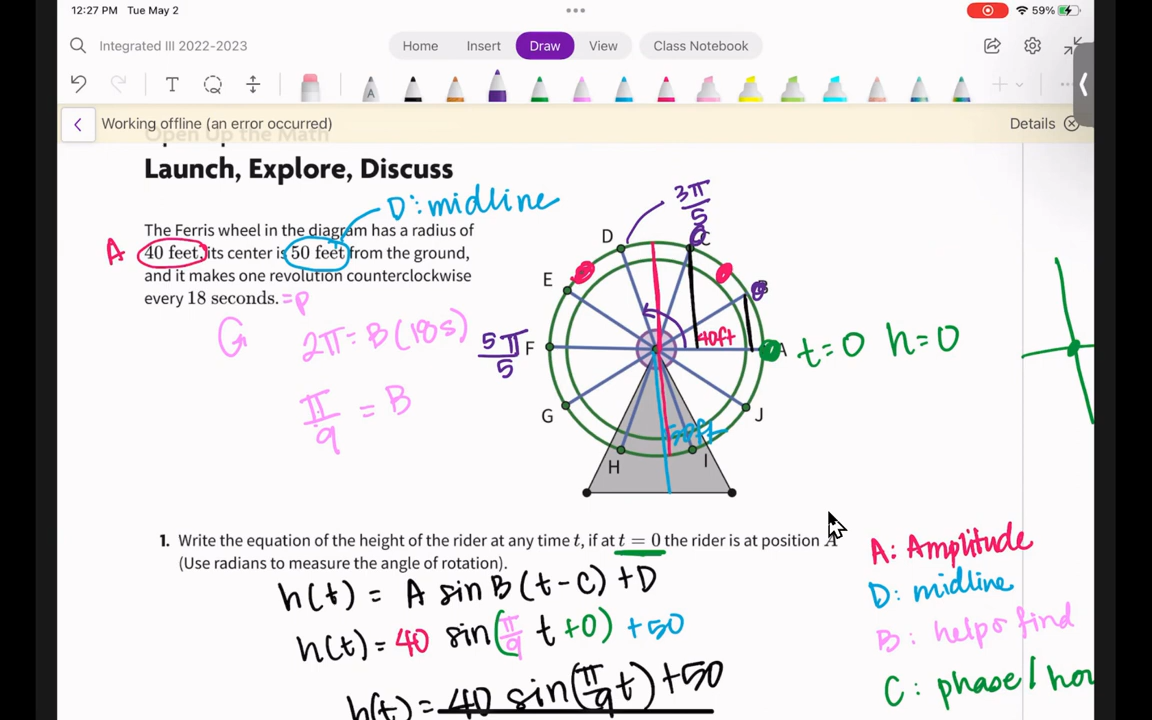 12:27 PM Tue May 2
59%
Integrated III 2022-2023
Home Insert Draw View Class Notebook
T
A
Working offline (an error occurred)
Details
Launch, Explore, Discuss
D: midline
The Ferris wheel in the diagram has a radius of
A
40 feet, its center is 50 feet from the ground,
and it makes one revolution counterclockwise
every 18 seconds. = P
2π = B(18s)
π/9 = B
3π/5
D
C
E
B
5π/5
F
40ft
A
t=0 h=0
G
J
50ft
H
I
1. Write the equation of the height of the rider at any time t, if at t = 0 the rider is at position A
(Use radians to measure the angle of rotation).
h(t) = A sin B (t - C) + D
h(t) = 40 sin(π/9 t +0) +50
h(t) = 40 sin(π/9 t) +50
A: Amplitude
D: midline
B: helps find
C: phase/